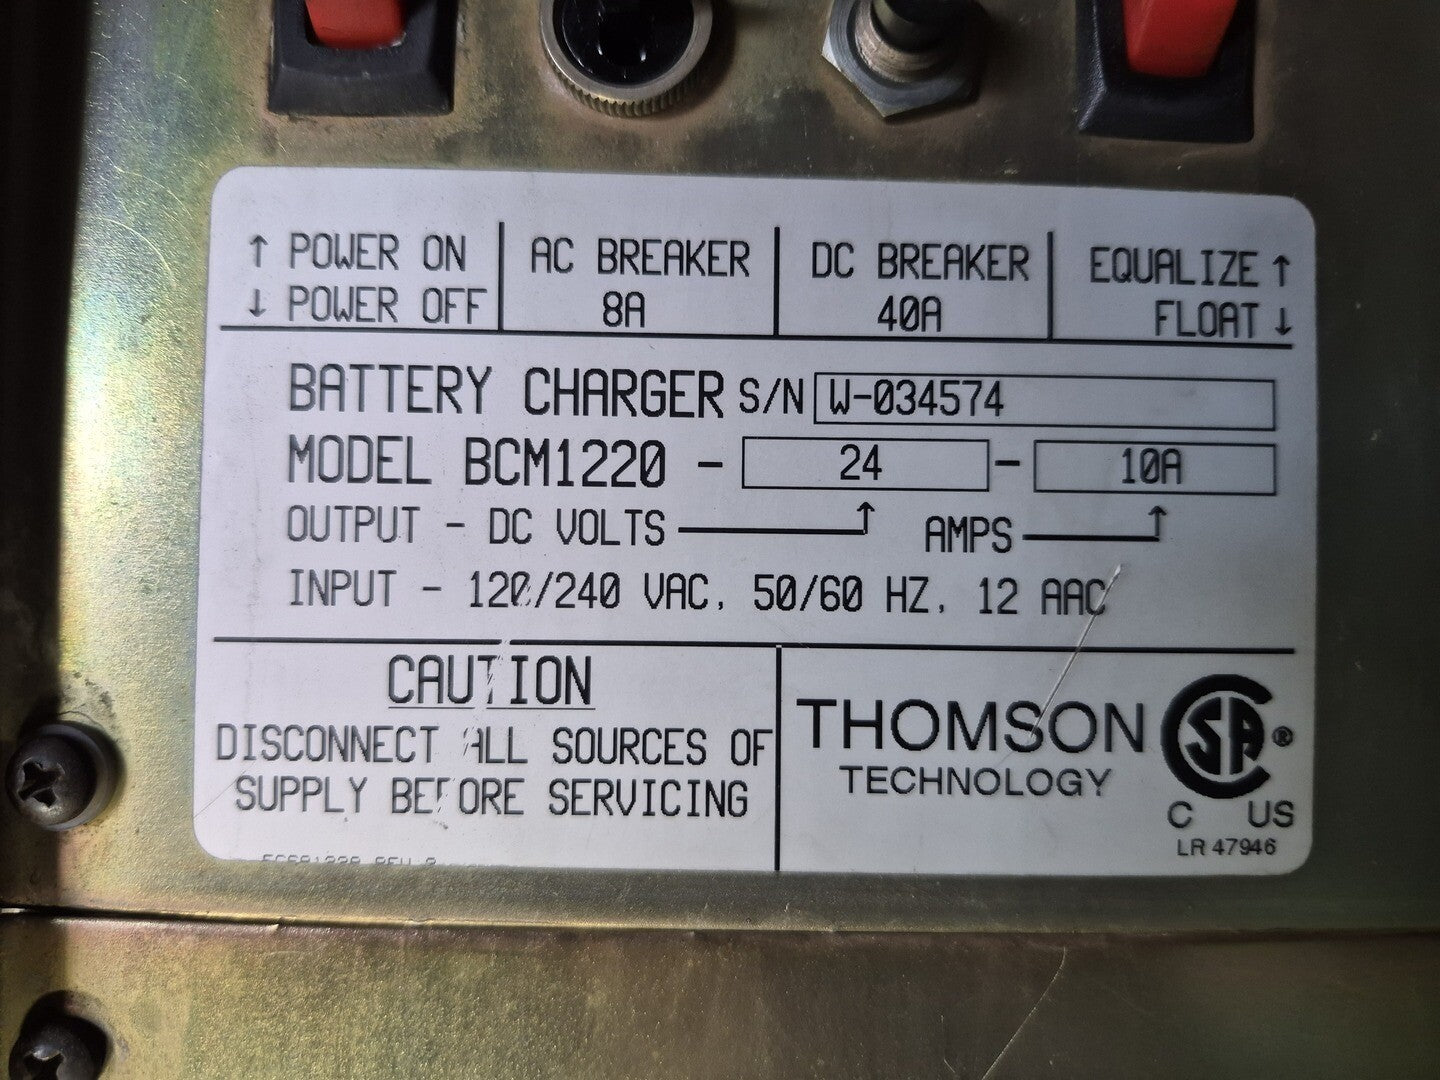 ↑ POWER ON
↓ POWER OFF
AC BREAKER
8A
DC BREAKER
40A
EQUALIZE ↑
FLOAT ↓
BATTERY CHARGER S/N W-034574
MODEL BCM1220 - 24 - 10A
OUTPUT - DC VOLTS AMPS
INPUT - 120/240 VAC, 50/60 HZ, 12 AAC
CAUTION
DISCONNECT ALL SOURCES OF
SUPPLY BEFORE SERVICING
THOMSON
TECHNOLOGY
SA ®
C US
LR 47946